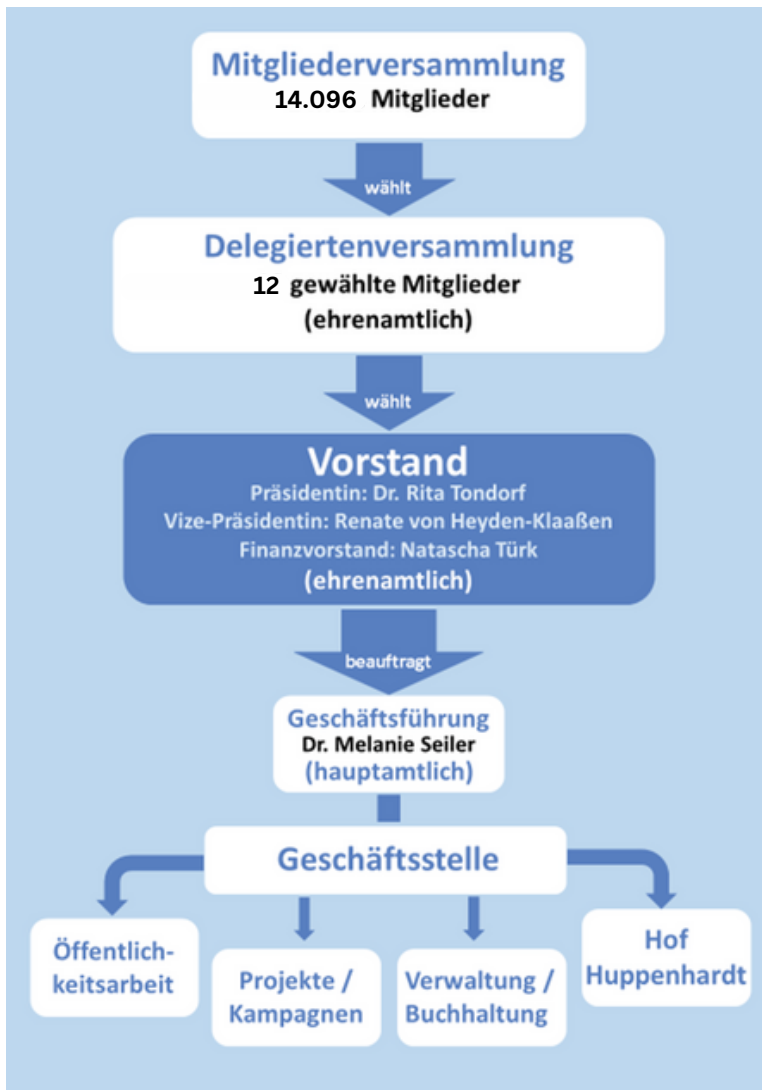 Mitgliederversammlung
14.096 Mitglieder
wählt
Delegiertenversammlung
12 gewählte Mitglieder
(ehrenamtlich)
wählt
Vorstand
Präsidentin: Dr. Rita Tondorf
Vize-Präsidentin: Renate von Heyden-Klaaßen
Finanzvorstand: Natascha Türk
(ehrenamtlich)
beauftragt
Geschäftsführung
Dr. Melanie Seiler
(hauptamtlich)
Geschäftsstelle
Öffentlich-
keitsarbeit
Projekte /
Kampagnen
Verwaltung /
Buchhaltung
Hof
Huppenhardt